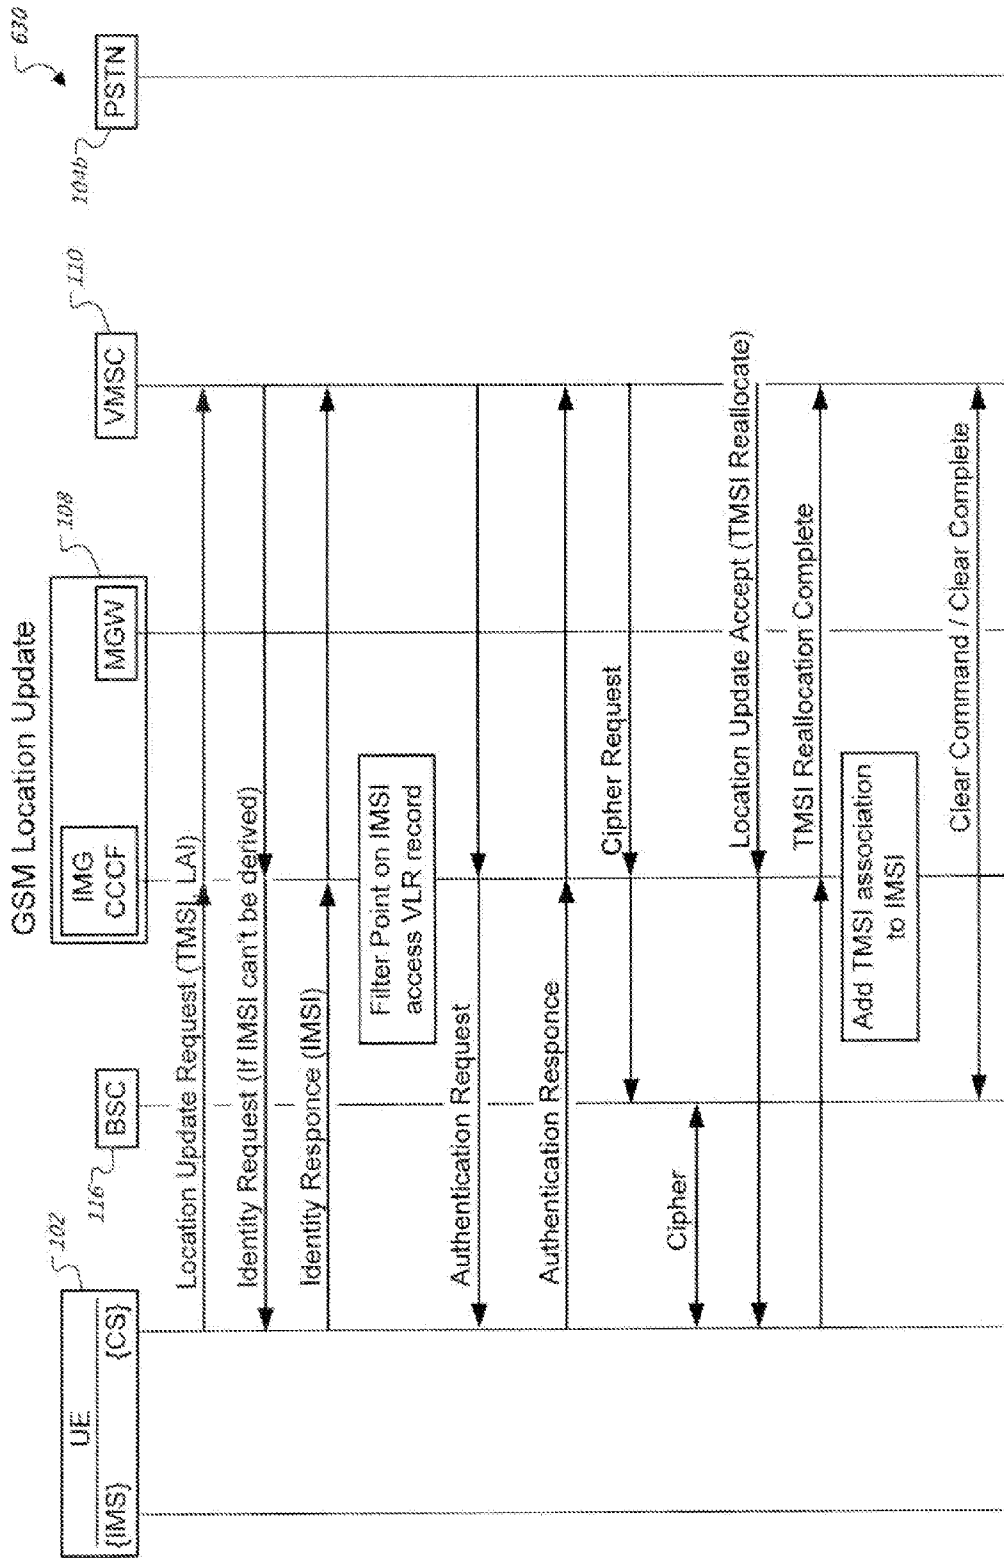 GSM Location Update
630
UE
{IMS} {CS}
102
BSC
116
IMG
CCCF
MGW
108
VMSC
110
PSTN
104b
Location Update Request (TMSI, LAI)
Identity Request (If IMSI can't be derived)
Identity Responce (IMSI)
Filter Point on IMSI
access VLR record
Authentication Request
Authentication Responce
Cipher Request
Cipher
Location Update Accept (TMSI Reallocate)
TMSI Reallocation Complete
Add TMSI association
to IMSI
Clear Command / Clear Complete